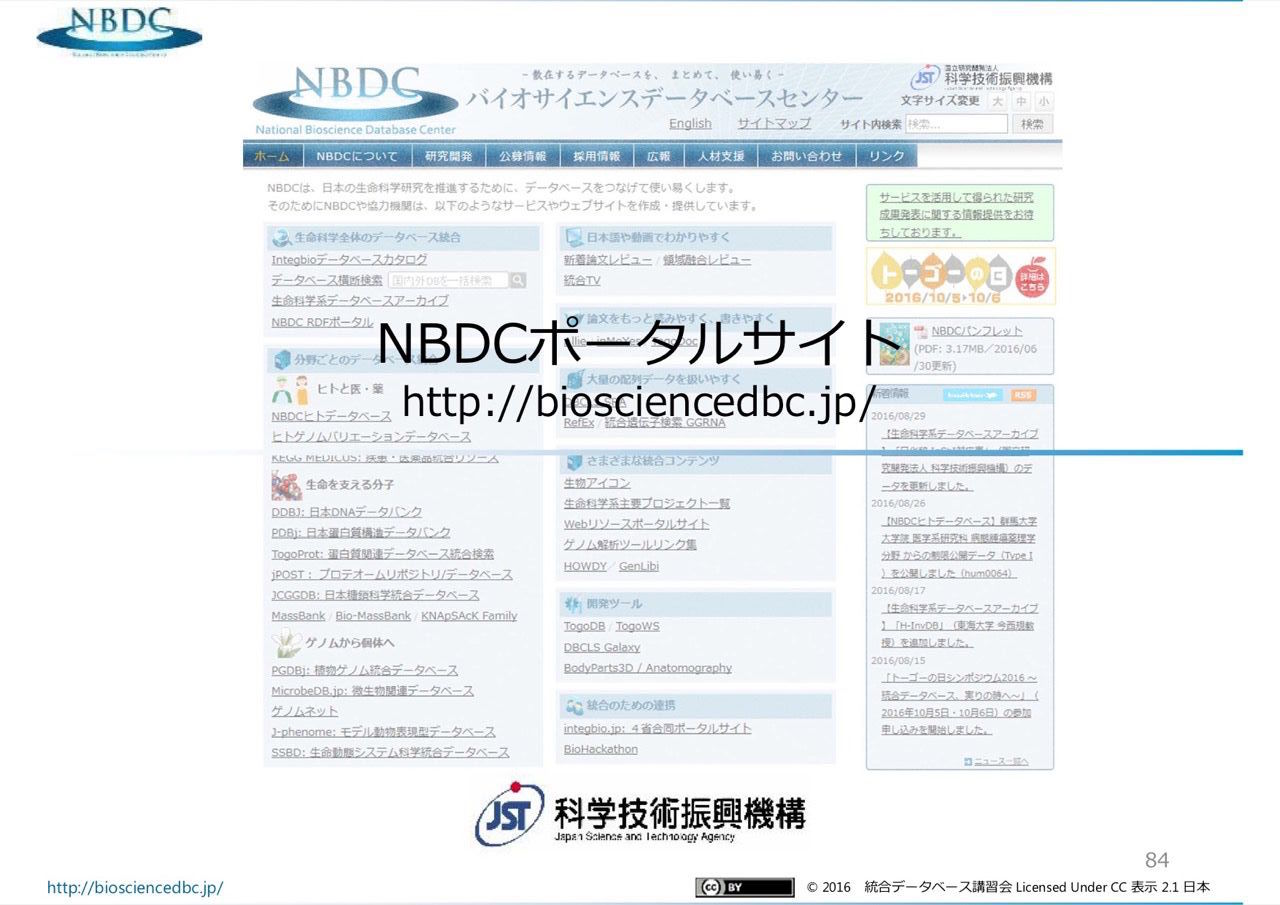 NBDC
NBDC
National Bioscience Database Center
- 散在するデータベースを、まとめて、使い易く -
バイオサイエンスデータベースセンター
国立研究開発法人
JST 科学技術振興機構
文字サイズ変更 大 中 小
English サイトマップ サイト内検索 検索... 検索
ホーム NBDCについて 研究開発 公募情報 採用情報 広報 人材支援 お問い合わせ リンク
NBDCは、日本の生命科学研究を推進するために、データベースをつなげて使い易くします。
そのためにNBDCや協力機関は、以下のようなサービスやウェブサイトを作成・提供しています。
生命科学全体のデータベース統合
Integbioデータベースカタログ
データベース横断検索 国内外DBを一括検索
生命科学系データベースアーカイブ
NBDC RDFポータル
分野ごとのデータベース
ヒトと医・薬
NBDCヒトデータベース
ヒトゲノムバリエーションデータベース
KEGG MEDICUS: 疾患・医薬品統合リソース
生命を支える分子
DDBJ: 日本DNAデータバンク
PDBj: 日本蛋白質構造データバンク
TogoProt: 蛋白質関連データベース統合検索
jPOST： プロテオームリポジトリ/データベース
JCGGDB: 日本糖鎖科学統合データベース
MassBank / Bio-MassBank / KNApSAcK Family
ゲノムから個体へ
PGDBj: 植物ゲノム統合データベース
MicrobeDB.jp: 微生物関連データベース
ゲノムネット
J-phenome: モデル動物表現型データベース
SSBD: 生命動態システム科学統合データベース
日本語や動画でわかりやすく
新着論文レビュー / 領域融合レビュー
統合TV
論文をもっと読みやすく、書きやすく
大量の配列データを扱いやすく
RefEx / 統合遺伝子検索 GGRNA
さまざまな統合コンテンツ
生物アイコン
生命科学系主要プロジェクト一覧
Webリソースポータルサイト
ゲノム解析ツールリンク集
HOWDY / GenLibi
開発ツール
TogoDB / TogoWS
DBCLS Galaxy
BodyParts3D / Anatomography
統合のための連携
integbio.jp: ４省合同ポータルサイト
BioHackathon
サービスを活用して得られた研究
成果発表に関する情報提供をお待
ちしております。
トーゴーの日
2016/10/5▸10/6
詳細は
こちら
NBDCパンフレット
(PDF: 3.17MB／2016/06
/30更新)
新着情報 RSS
2016/08/29
【生命科学系データベースアーカイブ
究開発法人 科学技術振興機構）のデ
ータを更新しました。
2016/08/26
【NBDCヒトデータベース】群馬大学
大学院 医学系研究科 病態腫瘍薬理学
分野 からの制限公開データ（Type I
）を公開しました（hum0064）
2016/08/17
【生命科学系データベースアーカイブ
】「H-InvDB」（東海大学 今西規教
授）を追加しました。
2016/08/15
「トーゴーの日シンポジウム2016 ～
統合データベース、実りの時へ～」（
2016年10月5日・10月6日）の参加
申し込みを開始しました。
ニュース一覧へ
NBDCポータルサイト
http://biosciencedbc.jp/
JST 科学技術振興機構
Japan Science and Technology Agency
84
http://biosciencedbc.jp/
cc BY
© 2016 統合データベース講習会 Licensed Under CC 表示 2.1 日本